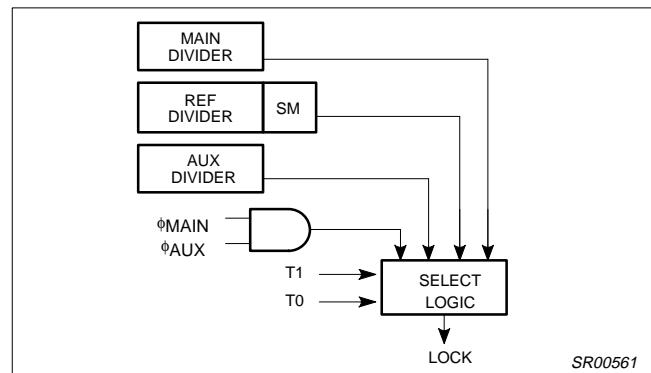 MAIN
DIVIDER
REF
DIVIDER
SM
AUX
DIVIDER
ϕMAIN
ϕAUX
T1
T0
SELECT
LOGIC
LOCK
SR00561